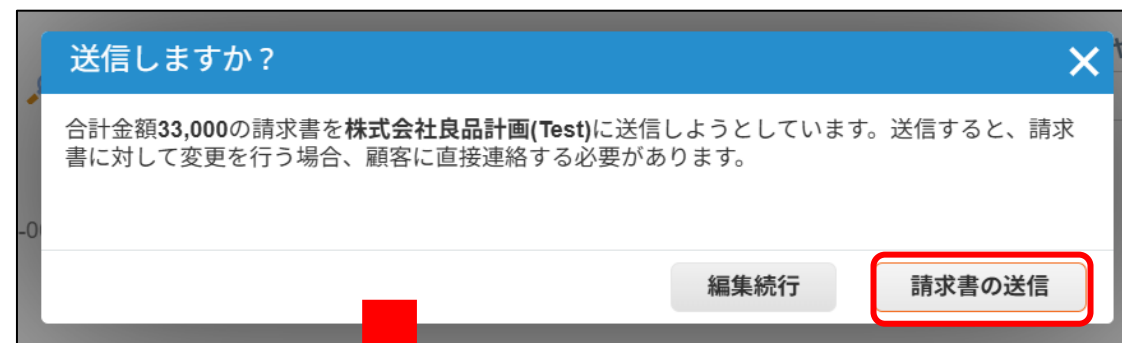 送信しますか？
合計金額33,000の請求書を株式会社良品計画(Test)に送信しようとしています。送信すると、請求
書に対して変更を行う場合、顧客に直接連絡する必要があります。
-00
編集続行
請求書の送信